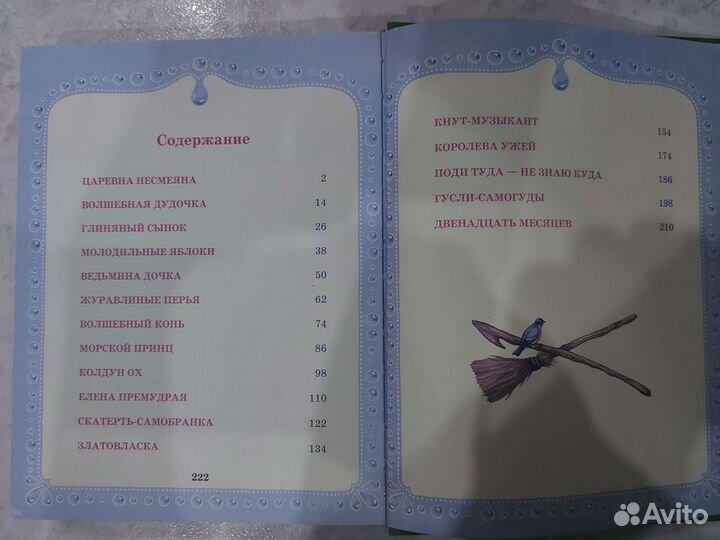 Содержание
ЦАРЕВНА НЕСМЕЯНА 2
ВОЛШЕБНАЯ ДУДОЧКА 14
ГЛИНЯНЫЙ СЫНОК 26
МОЛОДИЛЬНЫЕ ЯБЛОКИ 38
ВЕДЬМИНА ДОЧКА 50
ЖУРАВЛИНЫЕ ПЕРЬЯ 62
ВОЛШЕБНЫЙ КОНЬ 74
МОРСКОЙ ПРИНЦ 86
КОЛДУН ОХ 98
ЕЛЕНА ПРЕМУДРАЯ 110
СКАТЕРТЬ-САМОБРАНКА 122
ЗЛАТОВЛАСКА 134
222
КНУТ-МУЗЫКАНТ 154
КОРОЛЕВА УЖЕЙ 174
ПОДИ ТУДА — НЕ ЗНАЮ КУДА 186
ГУСЛИ-САМОГУДЫ 198
ДВЕНАДЦАТЬ МЕСЯЦЕВ 210
Avito